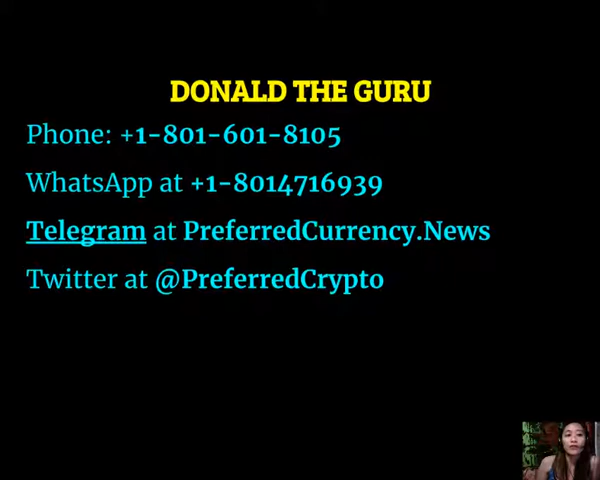 DONALD THE GURU
Phone: +1-801-601-8105
WhatsApp at +1-8014716939
Telegram at PreferredCurrency.News
Twitter at @PreferredCrypto